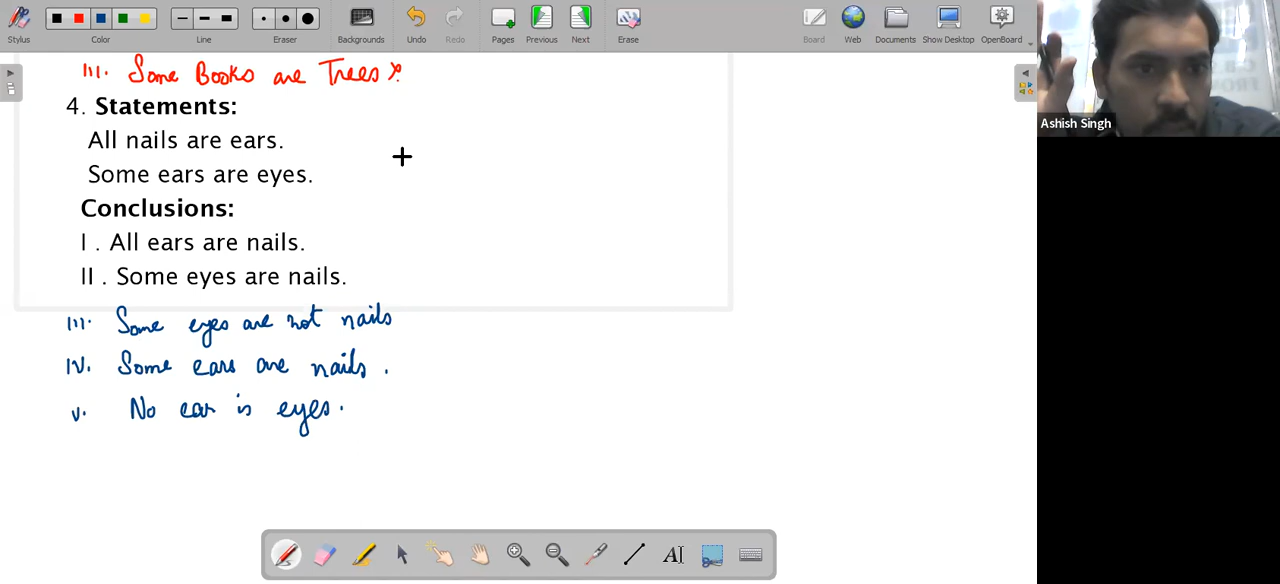 Stylus
Color
Line
Eraser
Backgrounds
Undo
Redo
Pages
Previous
Next
Erase
Board
Web
Documents
Show Desktop
OpenBoard
III. Some Books are Trees
4. Statements:
All nails are ears.
Some ears are eyes.
Conclusions:
I . All ears are nails.
II . Some eyes are nails.
III. Some eyes are not nails
IV. Some ears are nails .
V. No ear is eyes.
Ashish Singh
AI